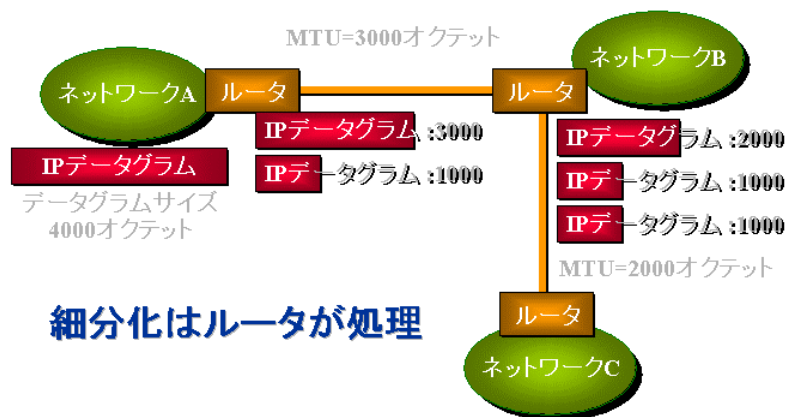 MTU=3000オクテット
ネットワークA
ルータ
ルータ
ネットワークB
IPデータグラム :3000
IPデータグラム :1000
IPデータグラム
データグラムサイズ
4000オクテット
IPデータグラム :2000
IPデータグラム :1000
IPデータグラム :1000
MTU=2000オクテット
細分化はルータが処理
ルータ
ネットワークC